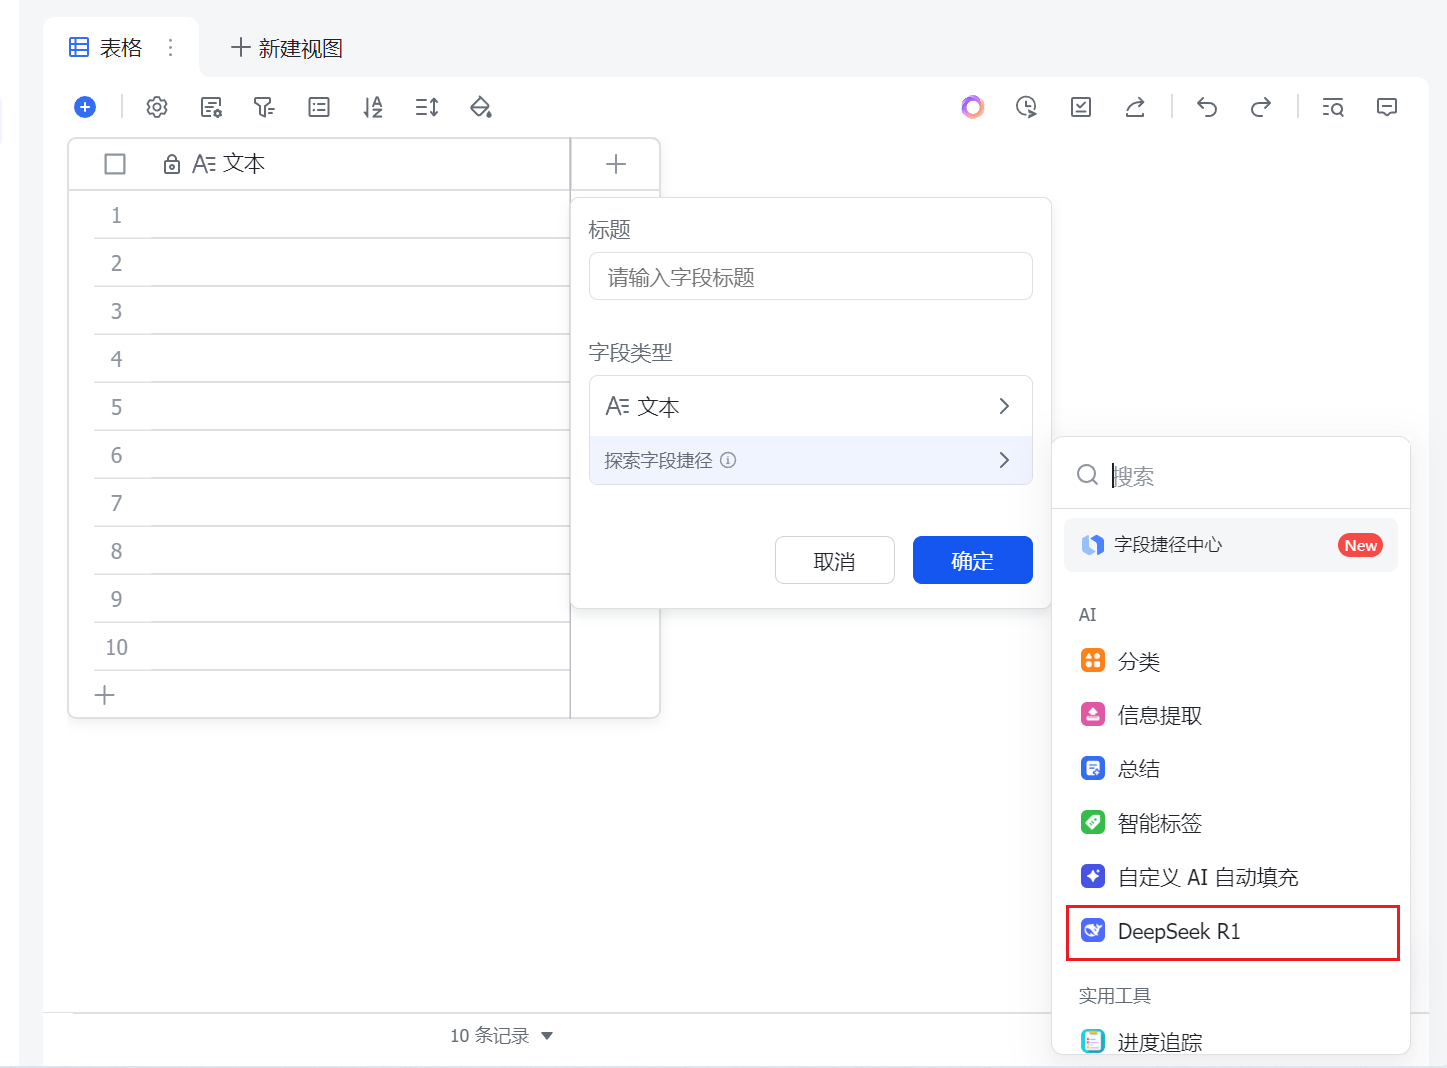 表格
新建视图
文本
1
2
3
4
5
6
7
8
9
10
标题
请输入字段标题
字段类型
文本
探索字段捷径
取消
确定
搜索
字段捷径中心
New
AI
分类
信息提取
总结
智能标签
自定义 AI 自动填充
DeepSeek R1
实用工具
进度追踪
10 条记录